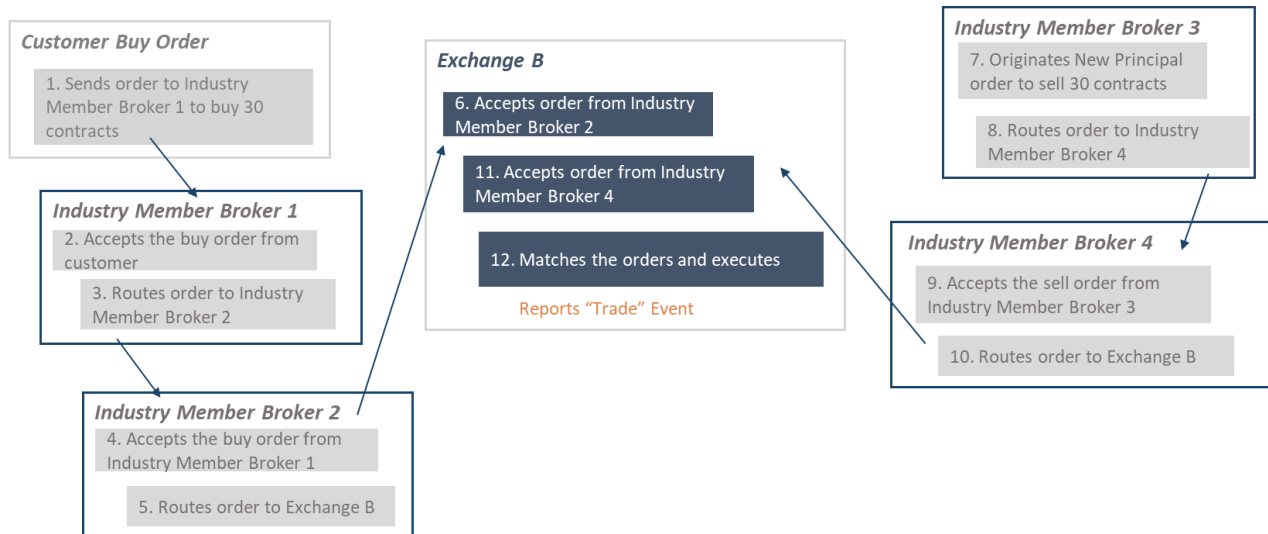 Customer Buy Order
1. Sends order to Industry
Member Broker 1 to buy 30
contracts
Industry Member Broker 1
2. Accepts the buy order from
customer
3. Routes order to Industry
Member Broker 2
Industry Member Broker 2
4. Accepts the buy order from
Industry Member Broker 1
5. Routes order to Exchange B
Exchange B
6. Accepts order from Industry
Member Broker 2
11. Accepts order from Industry
Member Broker 4
12. Matches the orders and executes
Reports “Trade” Event
Industry Member Broker 3
7. Originates New Principal
order to sell 30 contracts
8. Routes order to Industry
Member Broker 4
Industry Member Broker 4
9. Accepts the sell order from
Industry Member Broker 3
10. Routes order to Exchange B